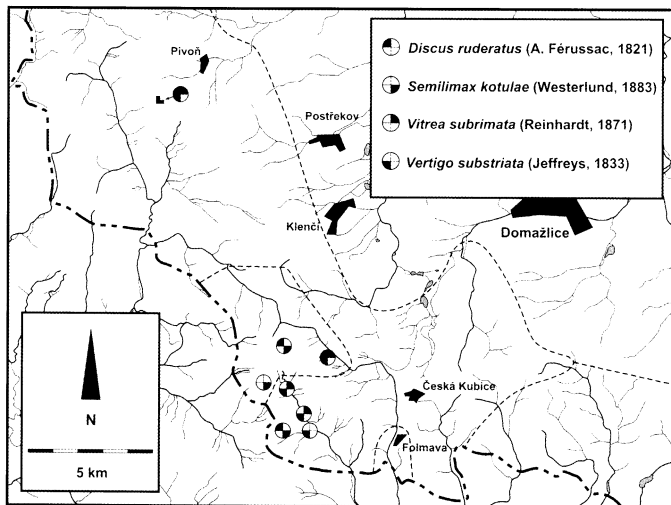 Discus ruderatus (A. Férussac, 1821)
Semilimax kotulae (Westerlund, 1883)
Vitrea subrimata (Reinhardt, 1871)
Vertigo substriata (Jeffreys, 1833)
Pivoň
Postřekov
Klenčí
Domažlice
Česká Kubice
Folmava
N
5 km